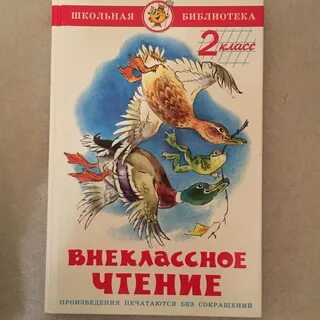 ШКОЛЬНАЯ БИБЛИОТЕКА
2 класс
ВНЕКЛАССНОЕ
ЧТЕНИЕ
ПРОИЗВЕДЕНИЯ ПЕЧАТАЮТСЯ БЕЗ СОКРАЩЕНИЙ